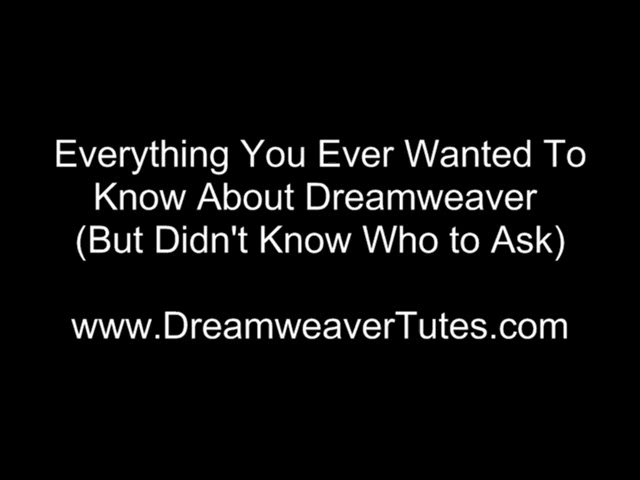 Everything You Ever Wanted To
Know About Dreamweaver
(But Didn't Know Who to Ask)
www.DreamweaverTutes.com